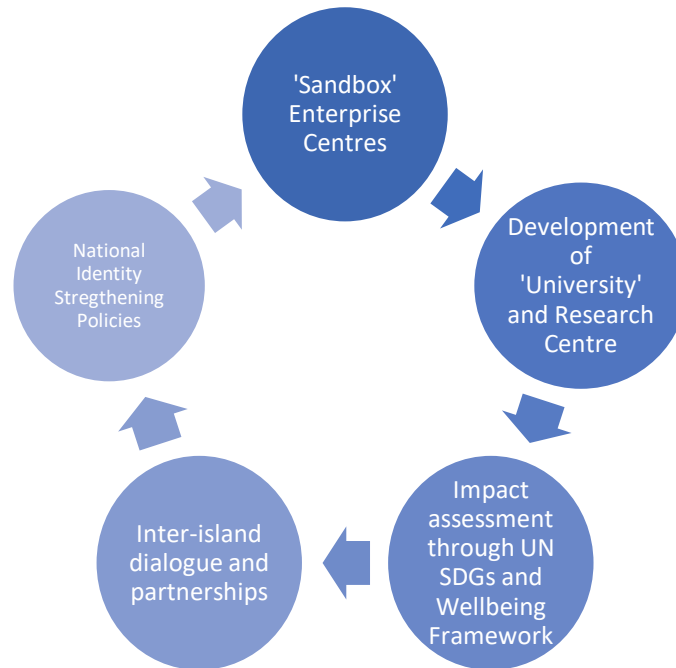 'Sandbox'
Enterprise
Centres
Development
of
'University'
and Research
Centre
Impact
assessment
through UN
SDGs and
Wellbeing
Framework
Inter-island
dialogue and
partnerships
National
Identity
Stregthening
Policies